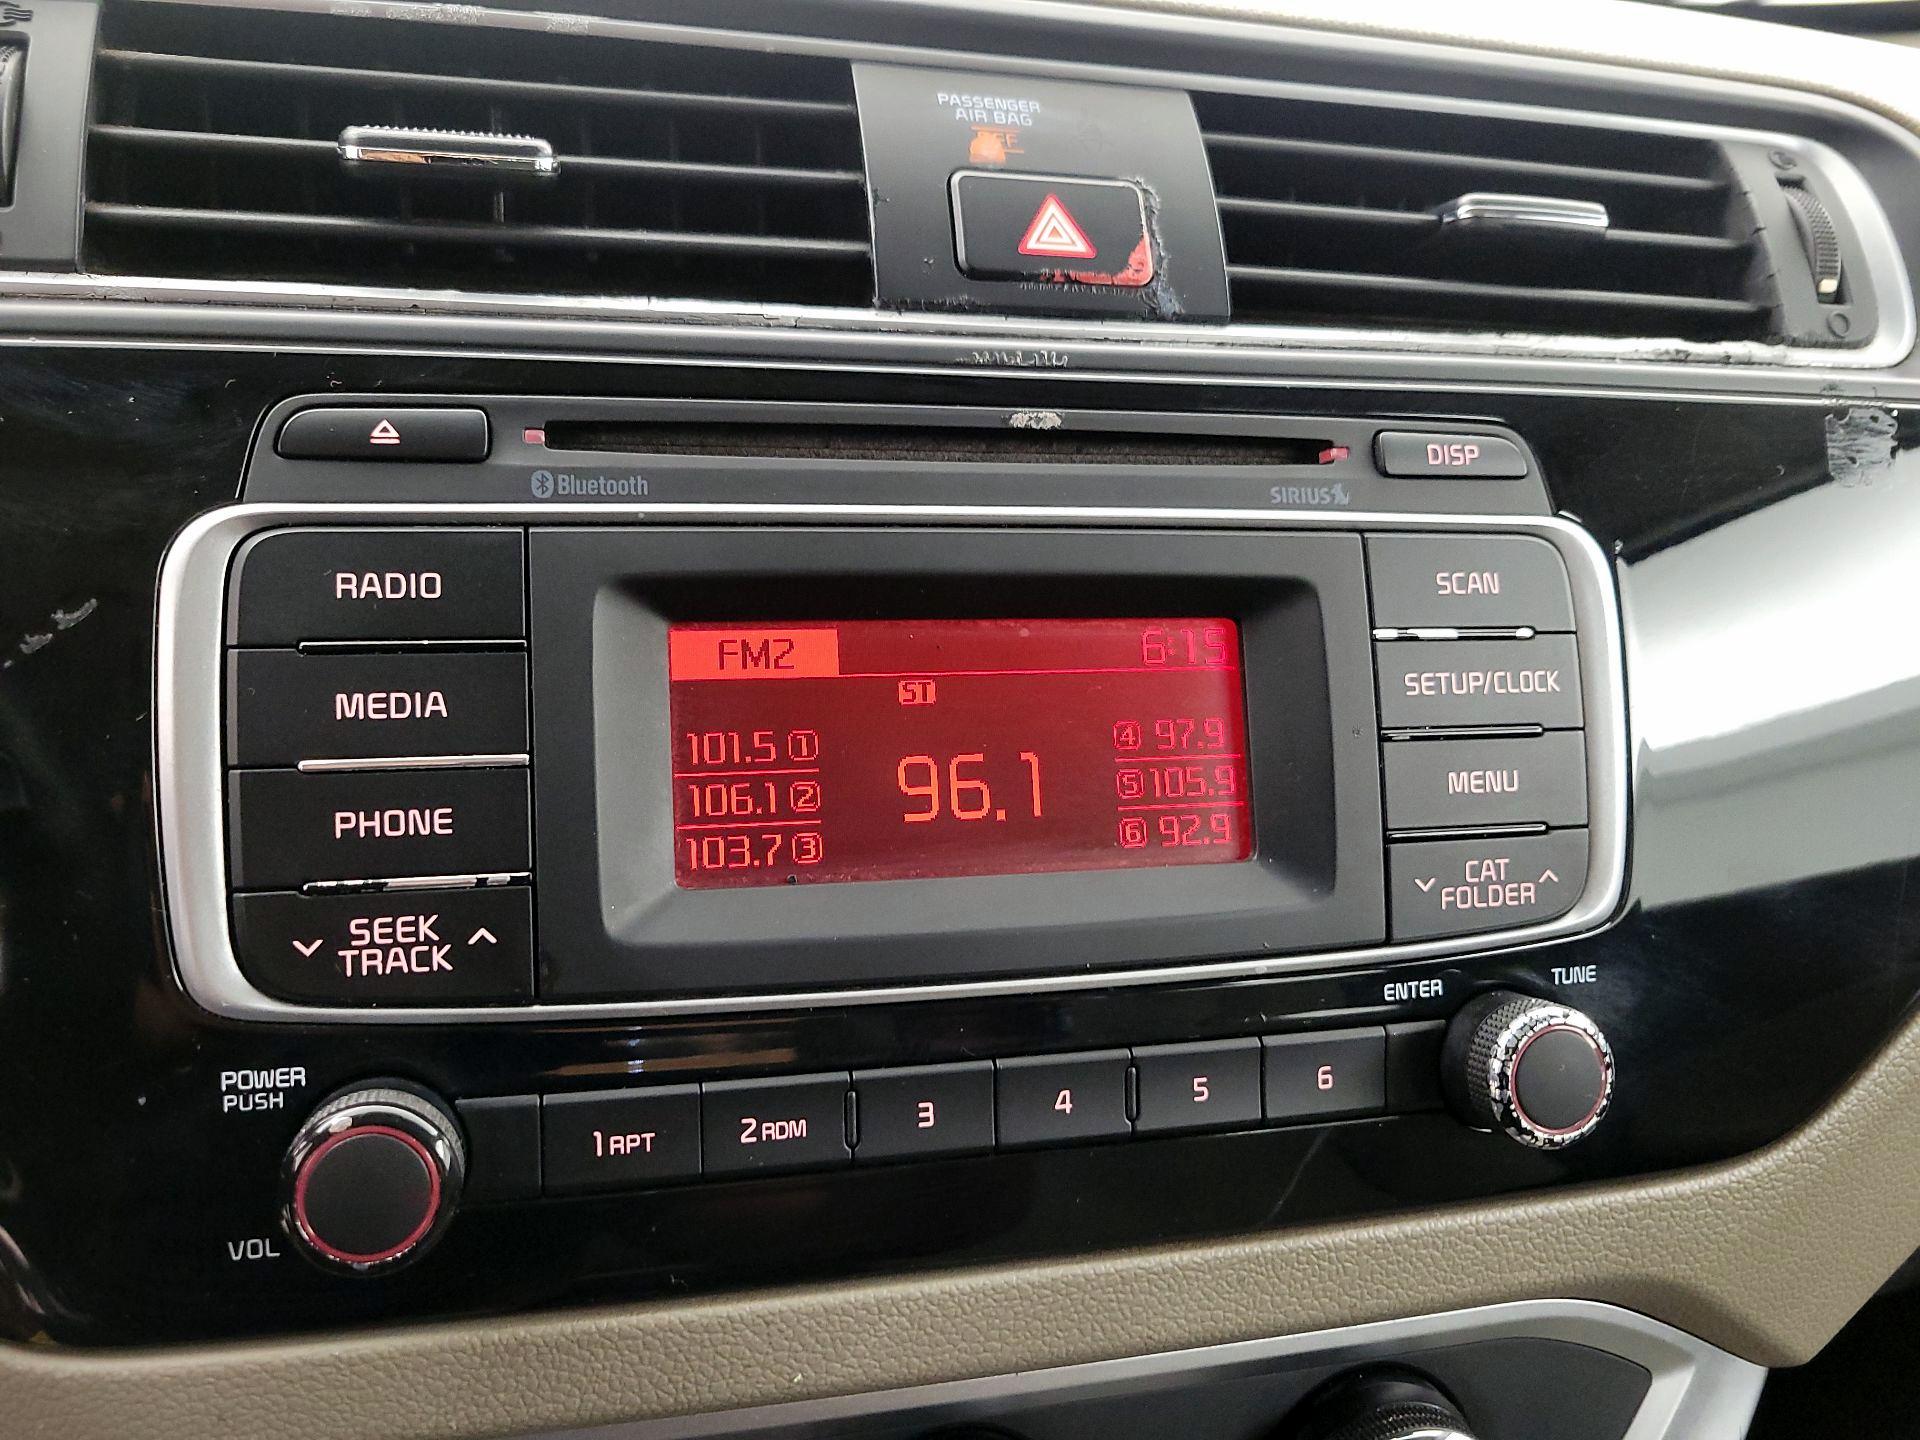 PASSENGER
AIR BAG
OFF
DISP
Bluetooth
SIRIUS
RADIO
MEDIA
PHONE
SEEK
TRACK
FM2 6:15
ST
101.5 1
106.1 2
103.7 3
96.1
4 97.9
5 105.9
6 92.9
SCAN
SETUP/CLOCK
MENU
CAT
FOLDER
ENTER
TUNE
POWER
PUSH
VOL
1 RPT
2 RDM
3
4
5
6